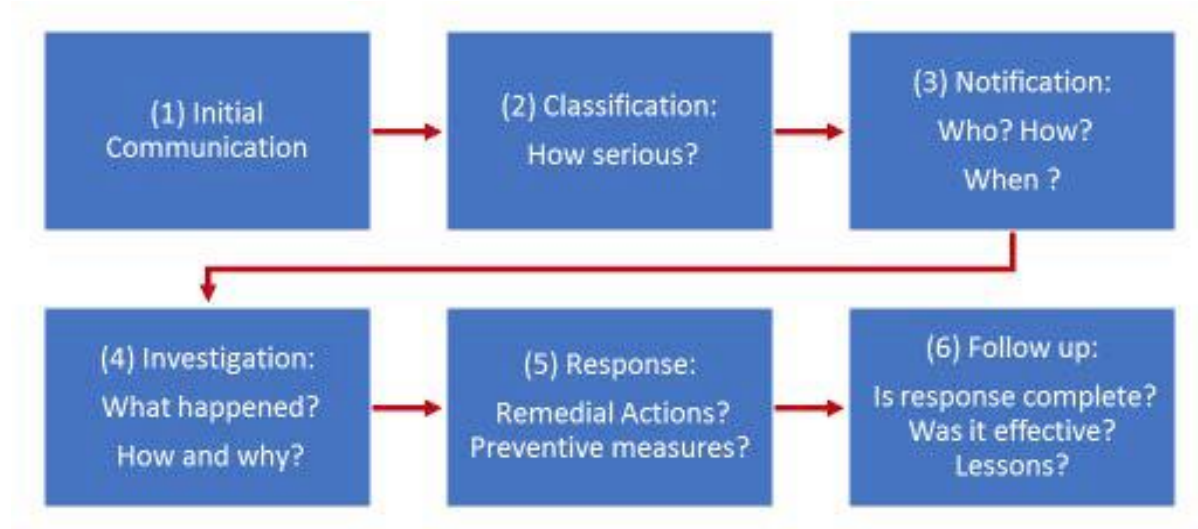 (1) Initial
Communication
(2) Classification:
How serious?
(3) Notification:
Who? How?
When ?
(4) Investigation:
What happened?
How and why?
(5) Response:
Remedial Actions?
Preventive measures?
(6) Follow up:
Is response complete?
Was it effective?
Lessons?